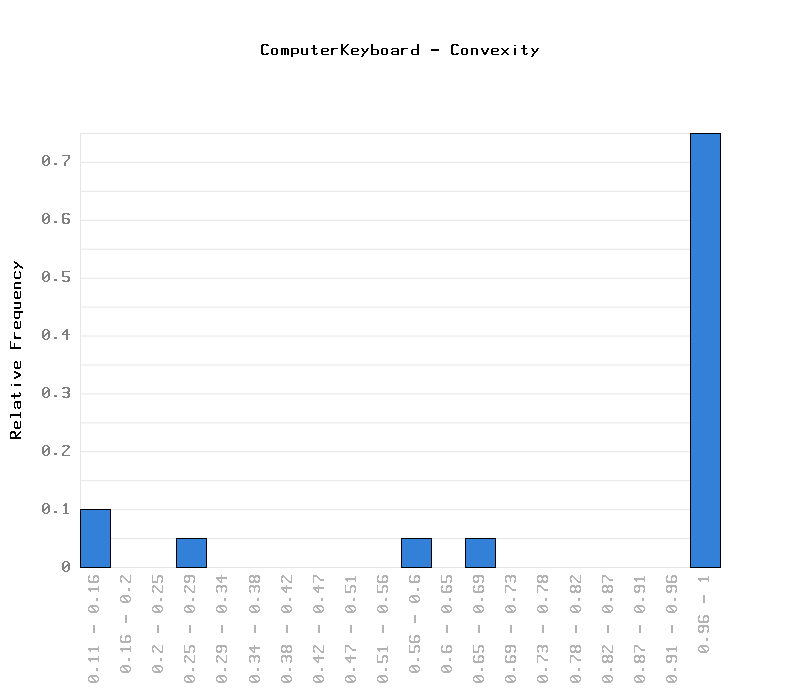 ComputerKeyboard - Convexity
Relative Frequency
0.7
0.6
0.5
0.4
0.3
0.2
0.1
0
0.11 - 0.16
0.16 - 0.2
0.2 - 0.25
0.25 - 0.29
0.29 - 0.34
0.34 - 0.38
0.38 - 0.42
0.42 - 0.47
0.47 - 0.51
0.51 - 0.56
0.56 - 0.6
0.6 - 0.65
0.65 - 0.69
0.69 - 0.73
0.73 - 0.78
0.78 - 0.82
0.82 - 0.87
0.87 - 0.91
0.91 - 0.96
0.96 - 1